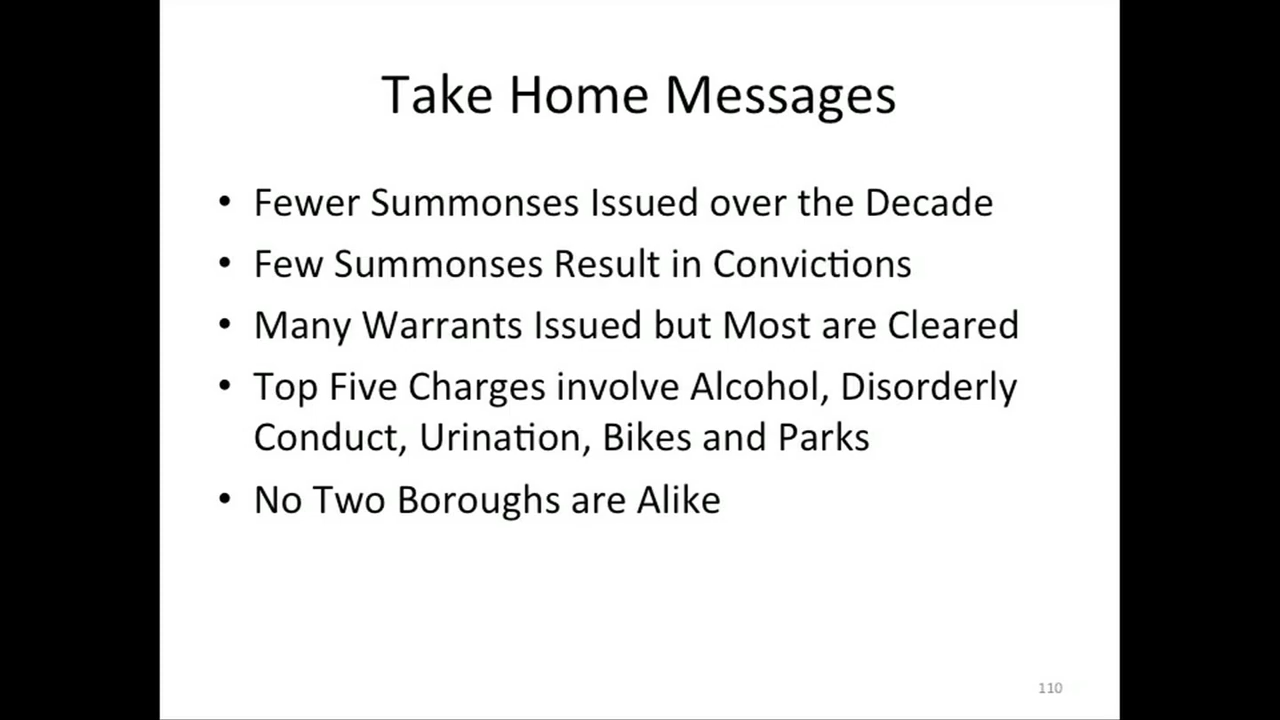 Take Home Messages
• Fewer Summonses Issued over the Decade
• Few Summonses Result in Convictions
• Many Warrants Issued but Most are Cleared
• Top Five Charges involve Alcohol, Disorderly
Conduct, Urination, Bikes and Parks
• No Two Boroughs are Alike
110